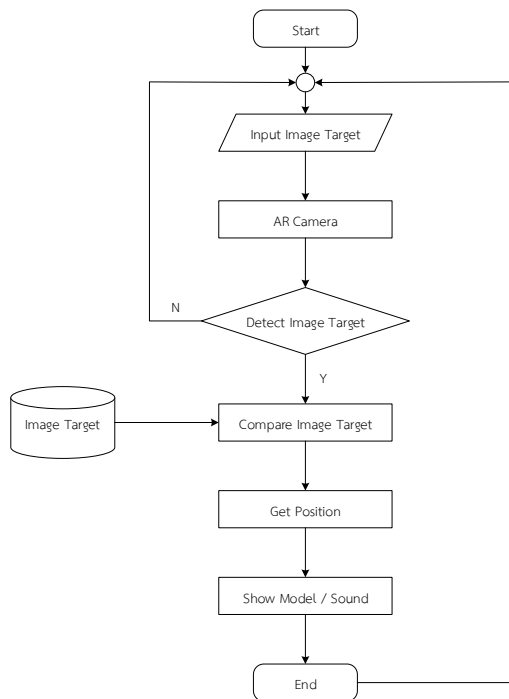 Start
Input Image Target
AR Camera
Detect Image Target
N
Y
Image Target
Compare Image Target
Get Position
Show Model / Sound
End